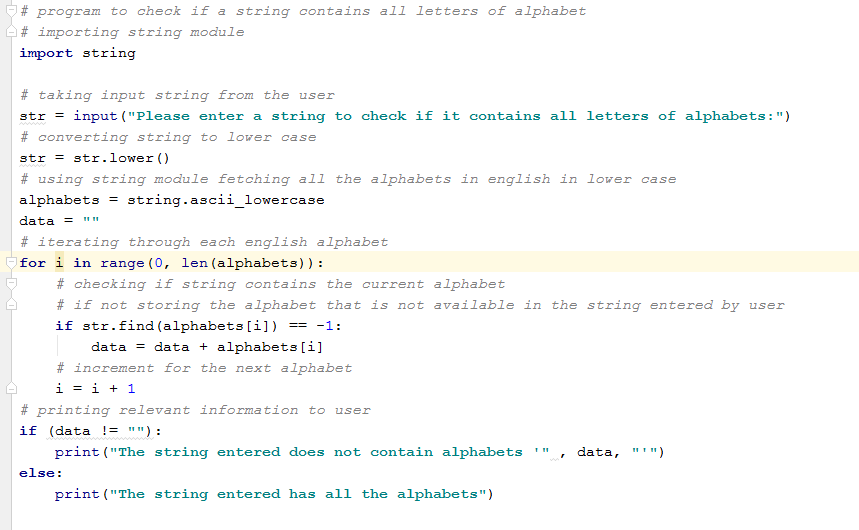 # program to check if a string contains all letters of alphabet
# importing string module
import string
# taking input string from the user
str = input("Please enter a string to check if it contains all letters of alphabets:")
# converting string to lower case
str = str.lower()
# using string module fetching all the alphabets in english in lower case
alphabets = string.ascii_lowercase
data = ""
# iterating through each english alphabet
for i in range(0, len(alphabets)):
    # checking if string contains the current alphabet
    # if not storing the alphabet that is not available in the string entered by user
    if str.find(alphabets[i]) == -1:
        data = data + alphabets[i]
    # increment for the next alphabet
    i = i + 1
# printing relevant information to user
if (data != ""):
    print("The string entered does not contain alphabets '" , data, "'")
else:
    print("The string entered has all the alphabets")